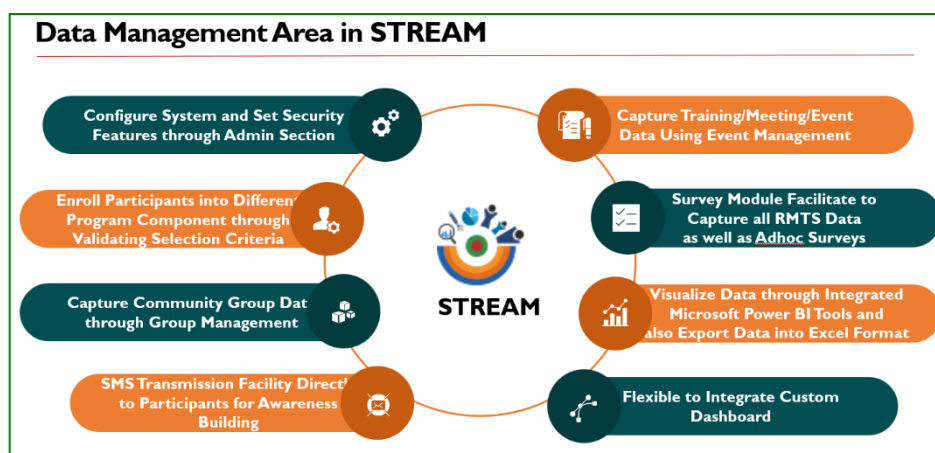 Data Management Area in STREAM
Configure System and Set Security
Features through Admin Section
Enroll Participants into Different
Program Component through
Validating Selection Criteria
Capture Community Group Dat
through Group Management
SMS Transmission Facility Directl
to Participants for Awareness
Building
STREAM
Capture Training/Meeting/Event
Data Using Event Management
Survey Module Facilitate to
Capture all RMTS Data
as well as Adhoc Surveys
Visualize Data through Integrated
Microsoft Power BI Tools and
also Export Data into Excel Format
Flexible to Integrate Custom
Dashboard